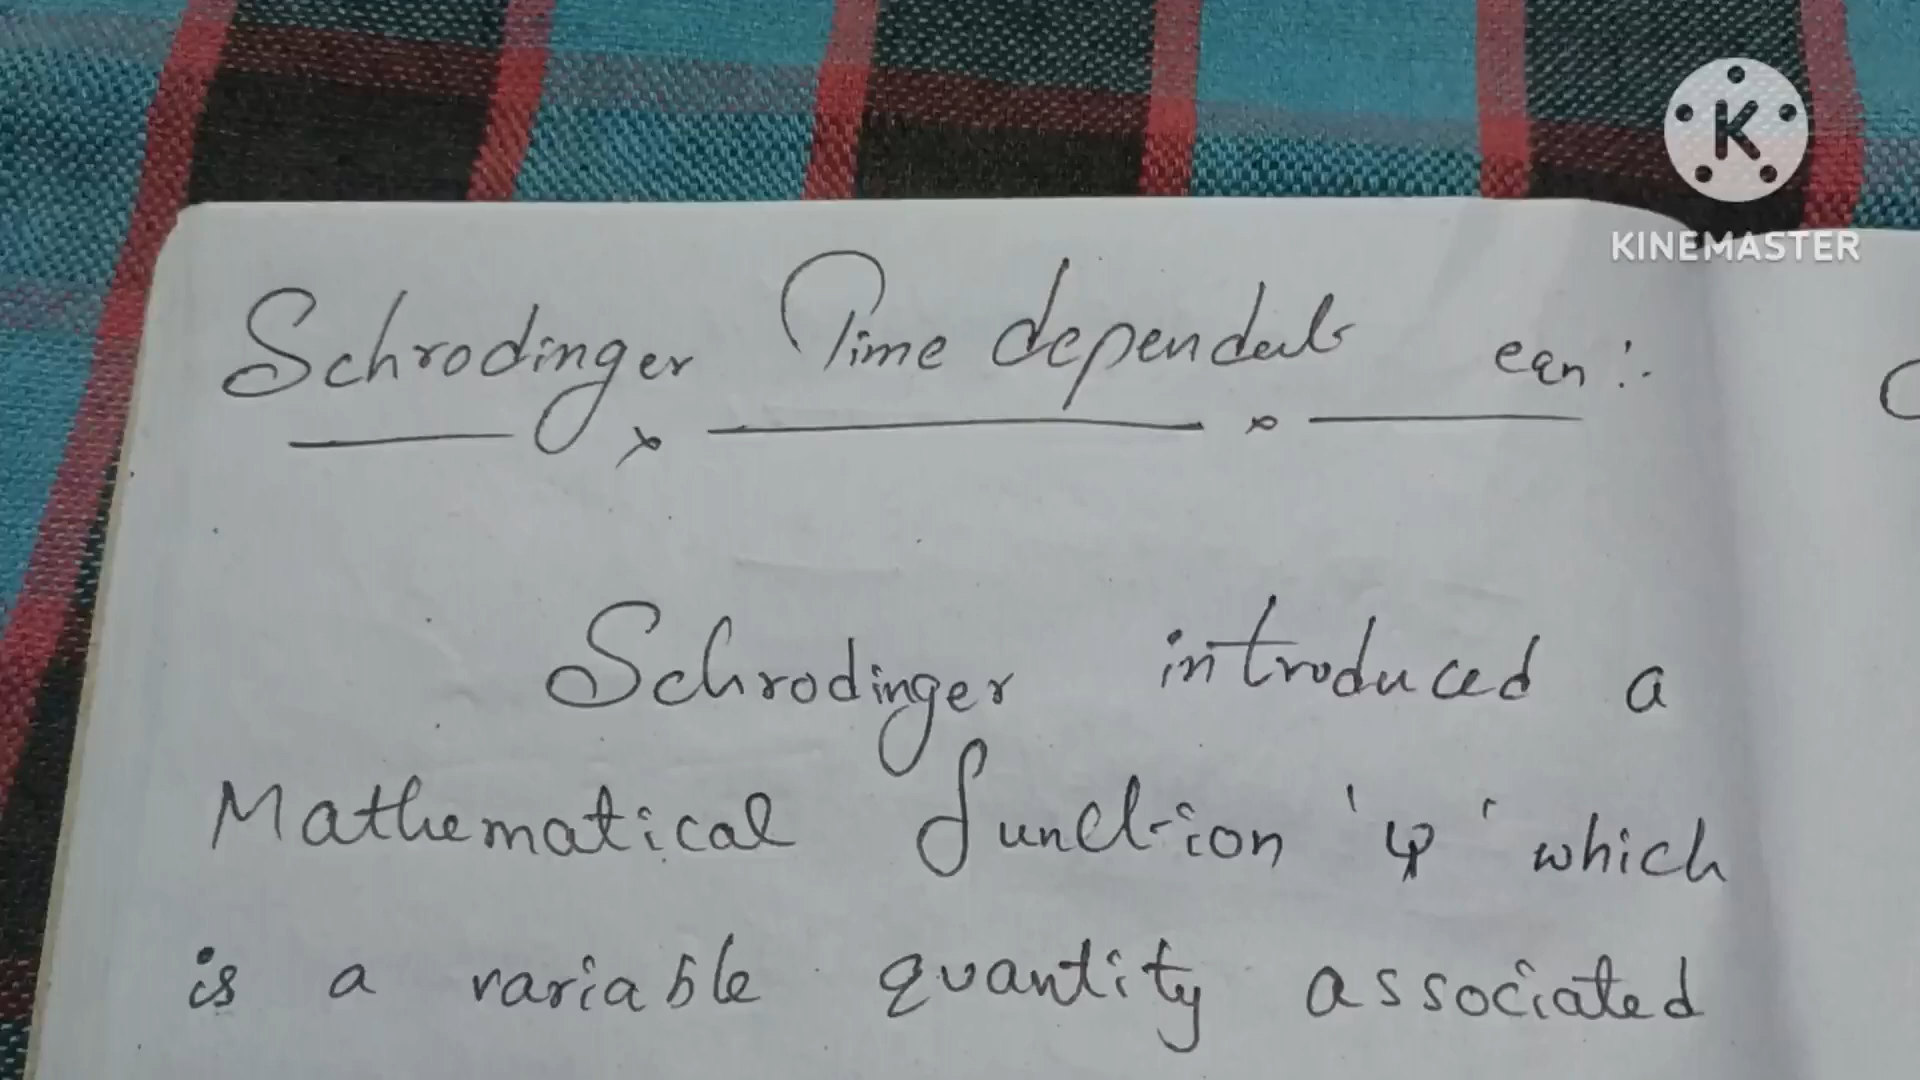 KINEMASTER
Schrodinger Time dependent eqn :-
Schrodinger introduced a
Mathematical function 'ψ' which
is a variable quantity associated